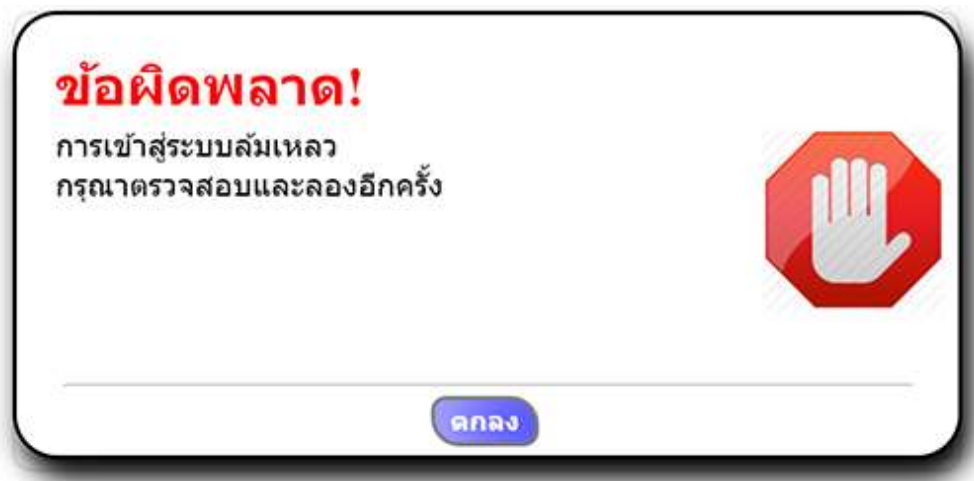 ข้อผิดพลาด!
การเข้าสู่ระบบล้มเหลว
กรุณาตรวจสอบและลองอีกครั้ง
ตกลง